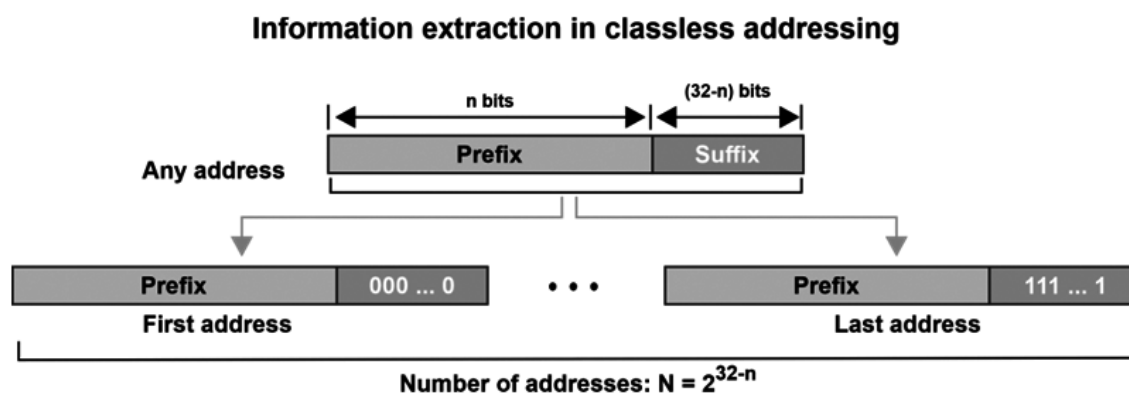 Information extraction in classless addressing
n bits
(32-n) bits
Any address
Prefix
Suffix
Prefix
000 ... 0
• • •
Prefix
111 ... 1
First address
Last address
Number of addresses: N = 2^32-n